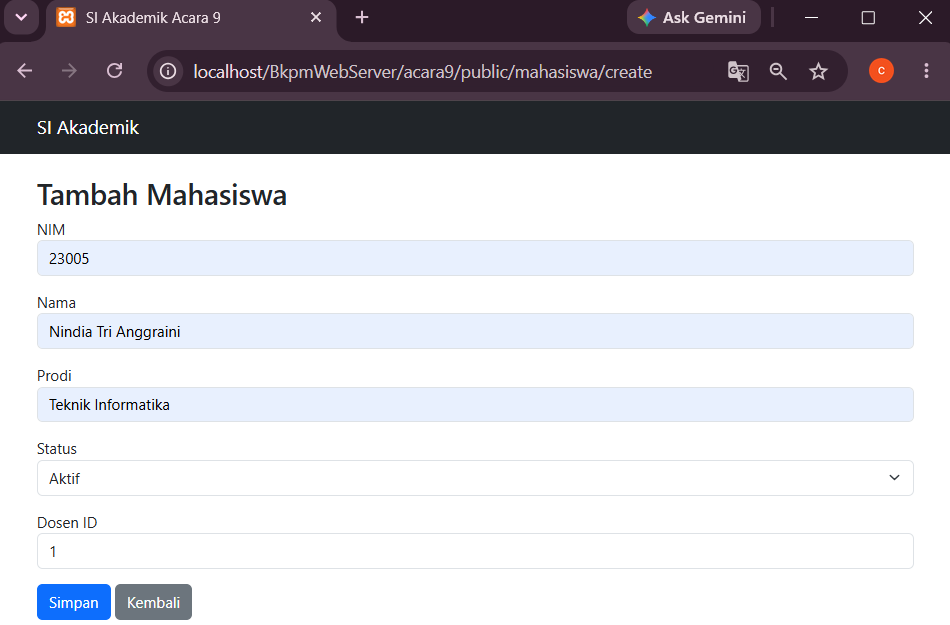 SI Akademik Acara 9
Ask Gemini
localhost/BkpmWebServer/acara9/public/mahasiswa/create
C
SI Akademik
Tambah Mahasiswa
NIM
23005
Nama
Nindia Tri Anggraini
Prodi
Teknik Informatika
Status
Aktif
Dosen ID
1
Simpan Kembali